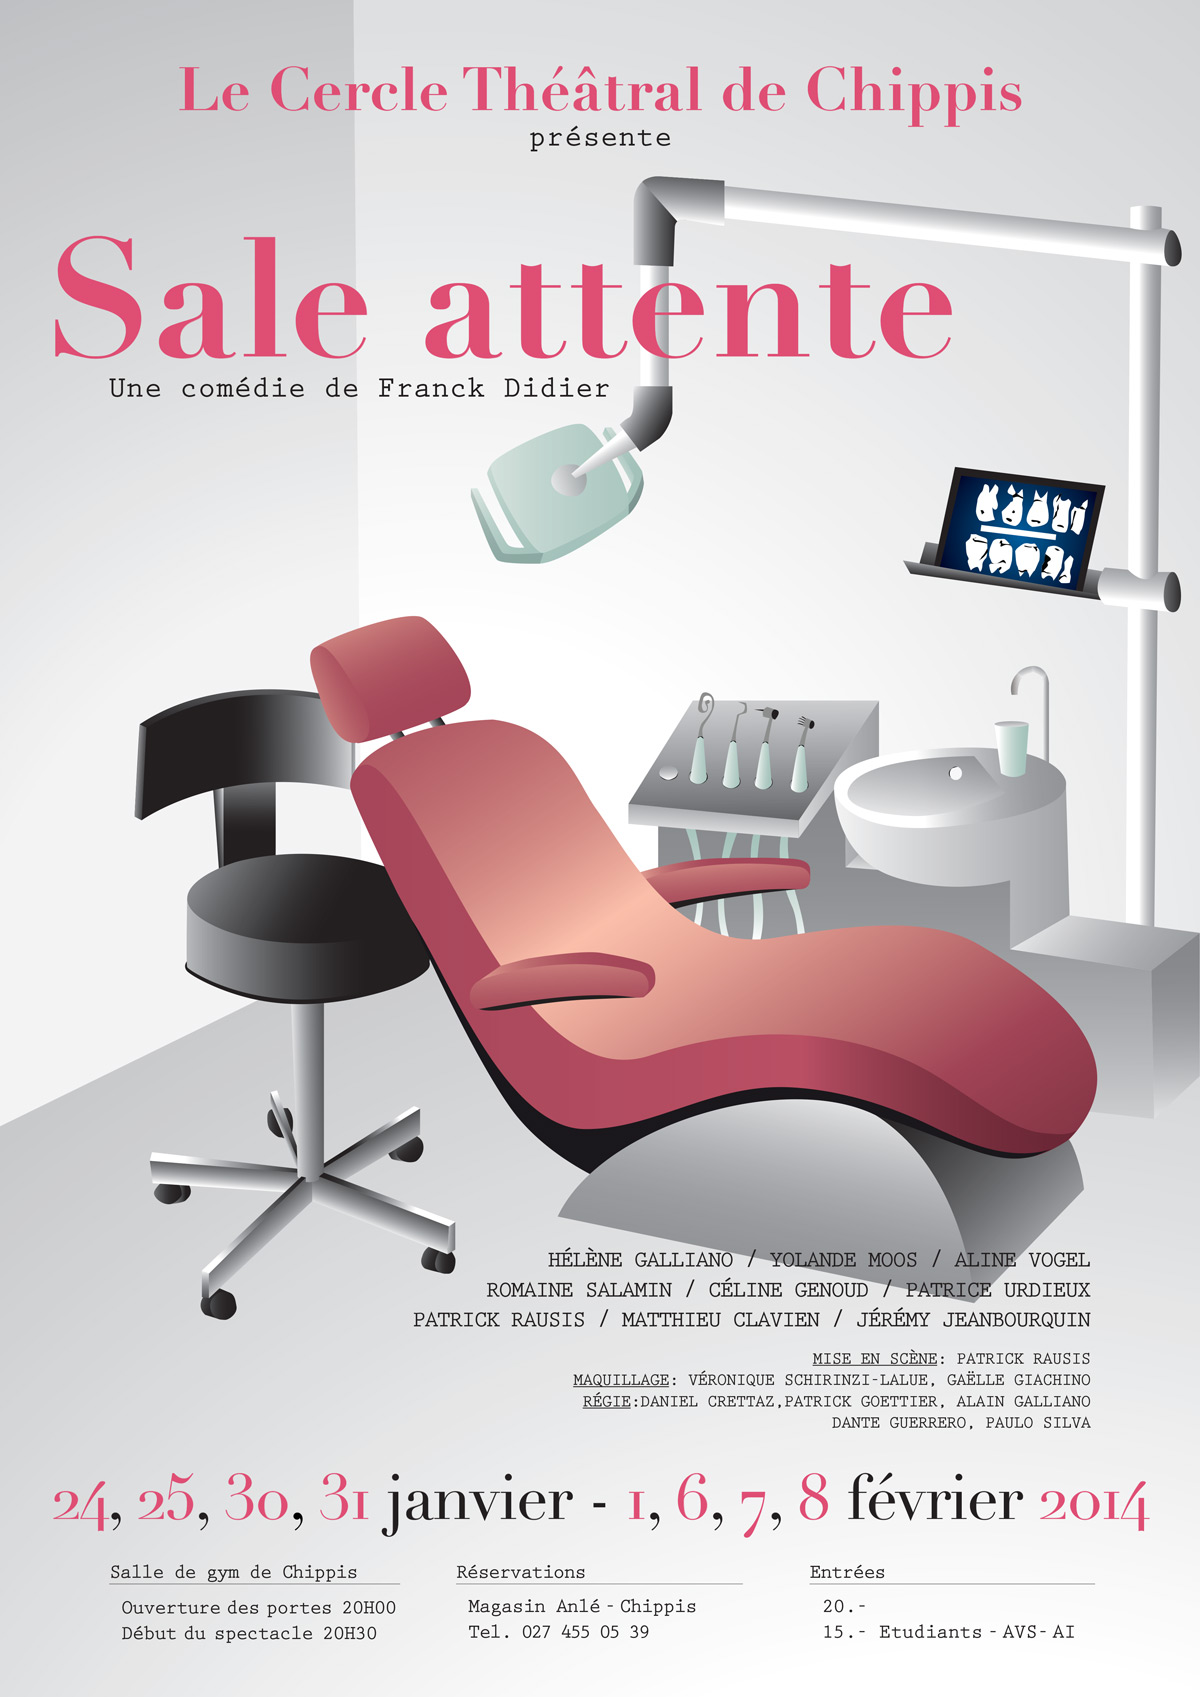 Le Cercle Théâtral de Chippis
présente
Sale attente
Une comédie de Franck Didier
HÉLÈNE GALLIANO / YOLANDE MOOS / ALINE VOGEL
ROMAINE SALAMIN / CÉLINE GENOUD / PATRICE URDIEUX
PATRICK RAUSIS / MATTHIEU CLAVIEN / JÉRÉMY JEANBOURQUIN
MISE EN SCÈNE: PATRICK RAUSIS
MAQUILLAGE: VÉRONIQUE SCHIRINZI-LALUE, GAËLLE GIACHINO
RÉGIE:DANIEL CRETTAZ,PATRICK GOETTIER, ALAIN GALLIANO
DANTE GUERRERO, PAULO SILVA
24, 25, 30, 31 janvier - 1, 6, 7, 8 février 2014
Salle de gym de Chippis
Ouverture des portes 20H00
Début du spectacle 20H30
Réservations
Magasin Anlé - Chippis
Tel. 027 455 05 39
Entrées
20.-
15.- Etudiants - AVS- AI